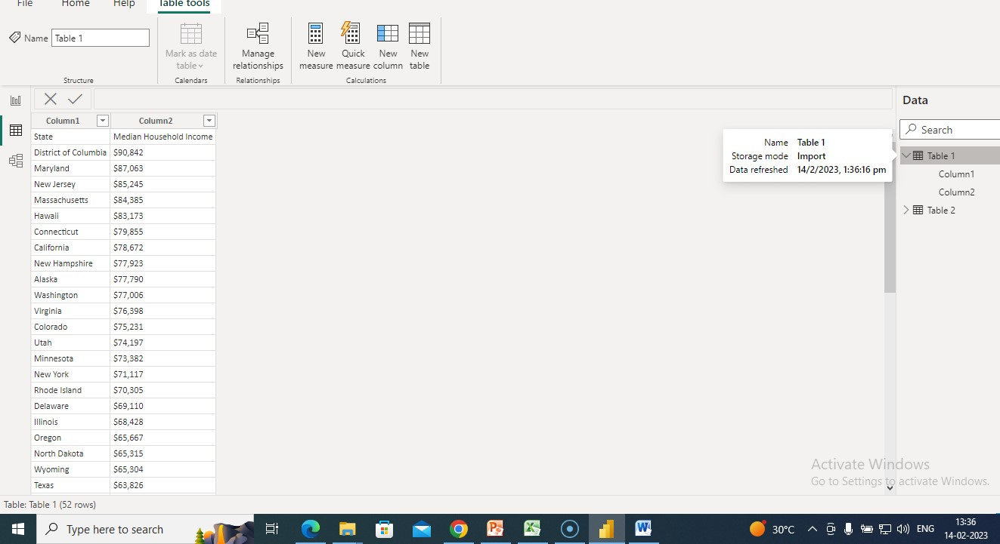 File Home Help Table tools
Name Table 1
Mark as date table
Manage relationships
New measure
Quick measure
New column
New table
Structure Calendars Relationships Calculations
Data
Search
Table 1
Column1
Column2
Table 2
Name Table 1
Storage mode Import
Data refreshed 14/2/2023, 1:36:16 pm
Column1 Column2
State Median Household Income
District of Columbia $90,842
Maryland $87,063
New Jersey $85,245
Massachusetts $84,385
Hawaii $83,173
Connecticut $79,855
California $78,672
New Hampshire $77,923
Alaska $77,790
Washington $77,006
Virginia $76,398
Colorado $75,231
Utah $74,197
Minnesota $73,382
New York $71,117
Rhode Island $70,305
Delaware $69,110
Illinois $68,428
Oregon $65,667
North Dakota $65,315
Wyoming $65,304
Texas $63,826
Activate Windows
Go to Settings to activate Windows.
Table: Table 1 (52 rows)
Type here to search
30°C
ENG
13:36
14-02-2023